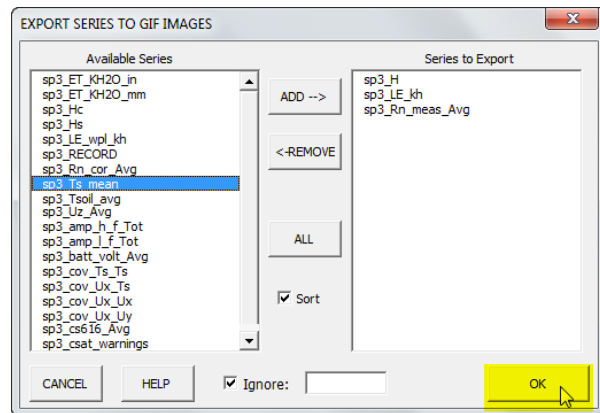 EXPORT SERIES TO GIF IMAGES
Available Series
sp3_ET_KH2O_in
sp3_ET_KH2O_mm
sp3_Hc
sp3_Hs
sp3_LE_wpl_kh
sp3_RECORD
sp3_Rn_cor_Avg
sp3_Ts_mean
sp3_Tsoil_avg
sp3_Uz_Avg
sp3_amp_h_f_Tot
sp3_amp_l_f_Tot
sp3_batt_volt_Avg
sp3_cov_Ts_Ts
sp3_cov_Ux_Ts
sp3_cov_Ux_Ux
sp3_cov_Ux_Uy
sp3_cs616_Avg
sp3_csat_warnings
ADD -->
<-REMOVE
ALL
Sort
Series to Export
sp3_H
sp3_LE_kh
sp3_Rn_meas_Avg
CANCEL
HELP
Ignore:
OK